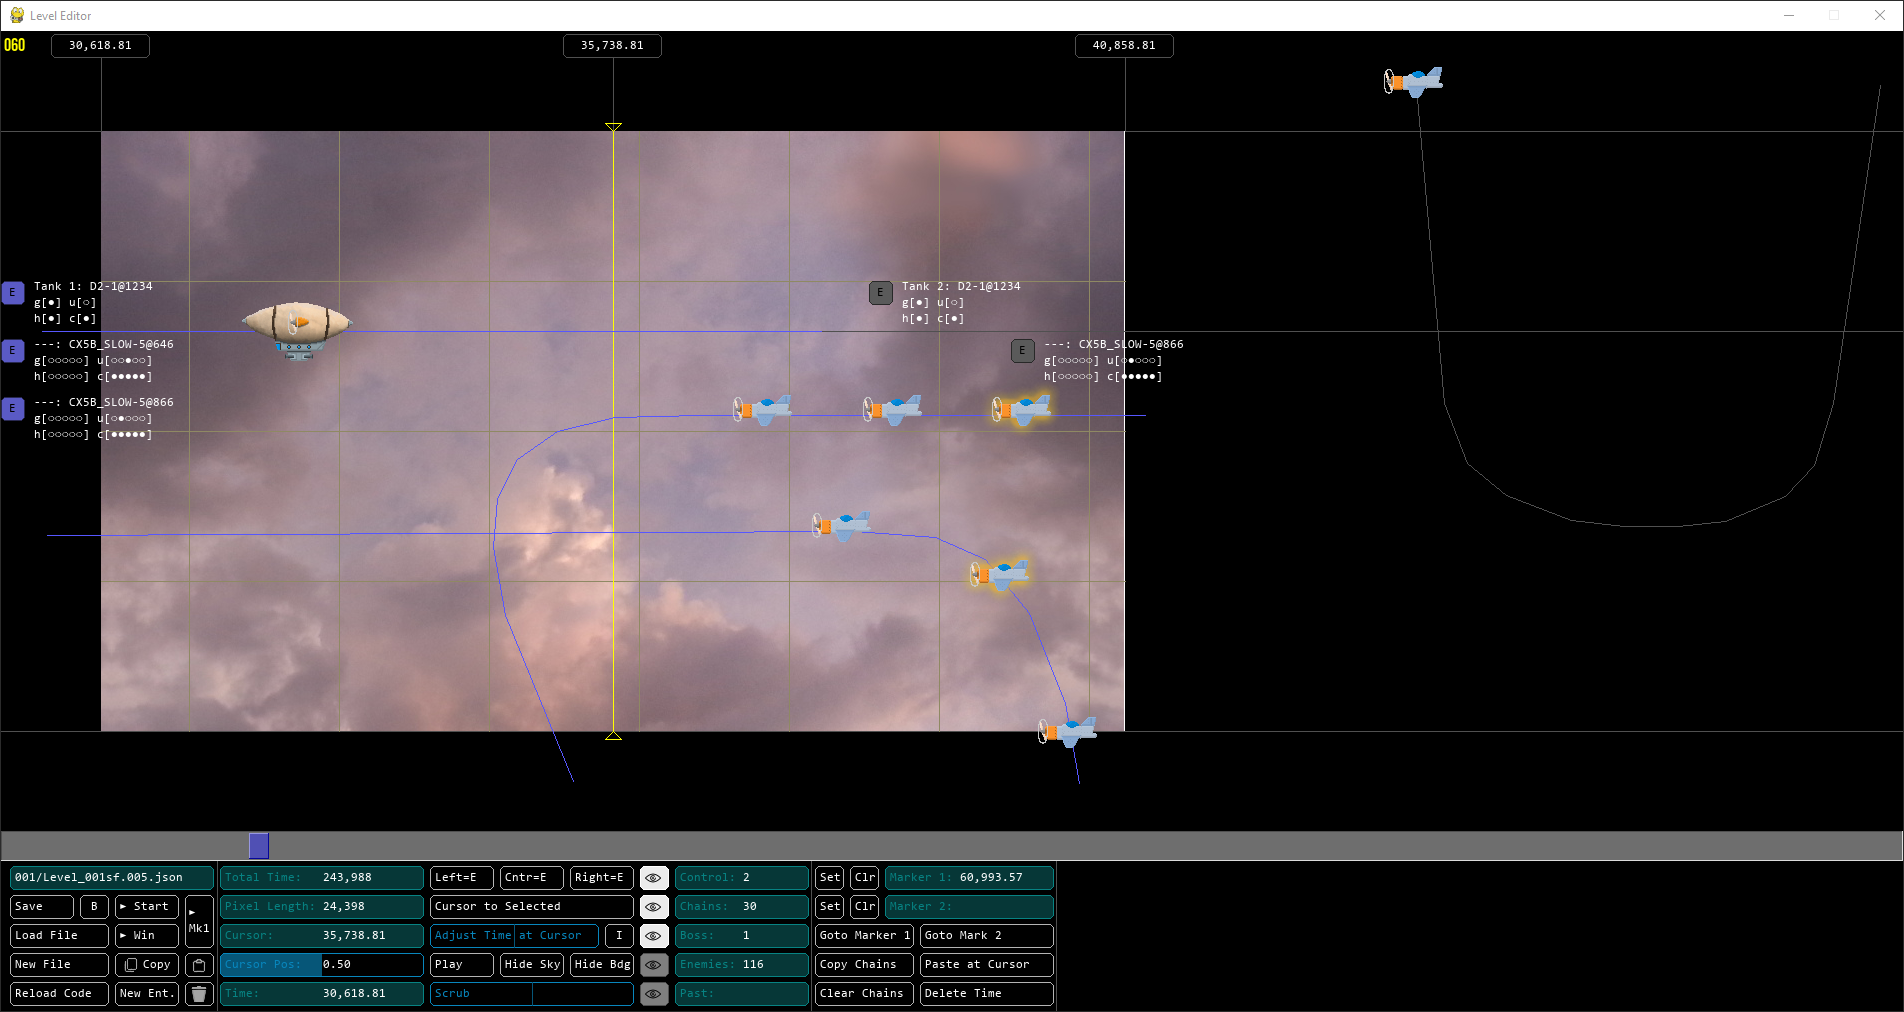 Level Editor
060
30,618.81
35,738.81
40,858.81
E
Tank 1: D2-1@1234
g[●] u[○]
h[●] c[●]
E
Tank 2: D2-1@1234
g[●] u[○]
h[●] c[●]
E
---: CX5B_SLOW-5@646
g[○○○○○] u[○○●○○]
h[○○○○○] c[●●●●●]
E
---: CX5B_SLOW-5@866
g[○○○○○] u[○●○○○]
h[○○○○○] c[●●●●●]
E
---: CX5B_SLOW-5@866
g[○○○○○] u[○●○○○]
h[○○○○○] c[●●●●●]
001/Level_001sf.005.json
Save
B
► Start
►
Mk1
Load File
► Win
New File
Copy
Reload Code
New Ent.
Total Time: 243,988
Pixel Length: 24,398
Cursor: 35,738.81
Cursor Pos: 0.50
Time: 30,618.81
Left=E
Cntr=E
Right=E
Cursor to Selected
Adjust Time at Cursor
I
Play
Hide Sky
Hide Bdg
Scrub
Control: 2
Chains: 30
Boss: 1
Enemies: 116
Past:
Set
Clr
Marker 1: 60,993.57
Set
Clr
Marker 2:
Goto Marker 1
Goto Mark 2
Copy Chains
Paste at Cursor
Clear Chains
Delete Time